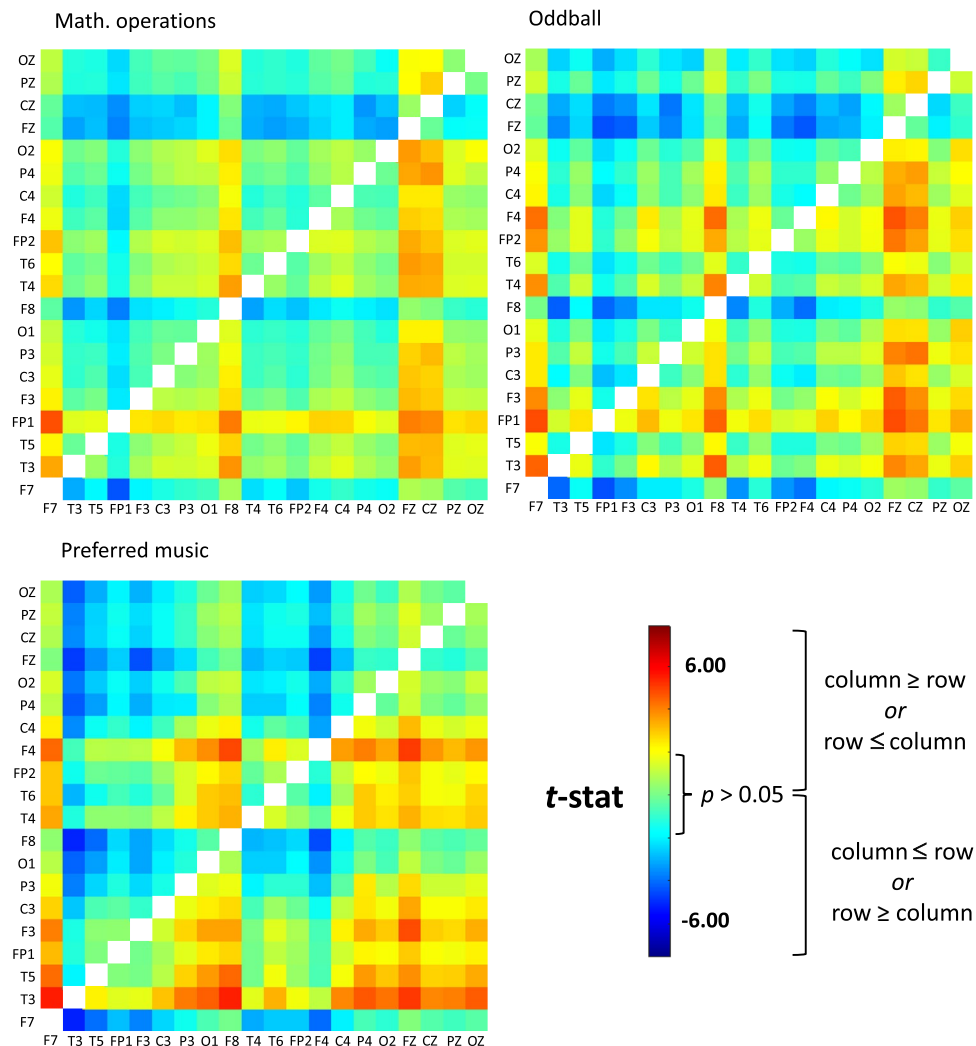 Math. operations
OZ
PZ
CZ
FZ
O2
P4
C4
F4
FP2
T6
T4
F8
O1
P3
C3
F3
FP1
T5
T3
F7
F7 T3 T5 FP1 F3 C3 P3 O1 F8 T4 T6 FP2 F4 C4 P4 O2 FZ CZ PZ OZ
Oddball
OZ
PZ
CZ
FZ
O2
P4
C4
F4
FP2
T6
T4
F8
O1
P3
C3
F3
FP1
T5
T3
F7
F7 T3 T5 FP1 F3 C3 P3 O1 F8 T4 T6 FP2 F4 C4 P4 O2 FZ CZ PZ OZ
Preferred music
OZ
PZ
CZ
FZ
O2
P4
C4
F4
FP2
T6
T4
F8
O1
P3
C3
F3
FP1
T5
T3
F7
F7 T3 T5 FP1 F3 C3 P3 O1 F8 T4 T6 FP2 F4 C4 P4 O2 FZ CZ PZ OZ
t-stat
6.00
-6.00
p > 0.05
column ≥ row
or
row ≤ column
column ≤ row
or
row ≥ column